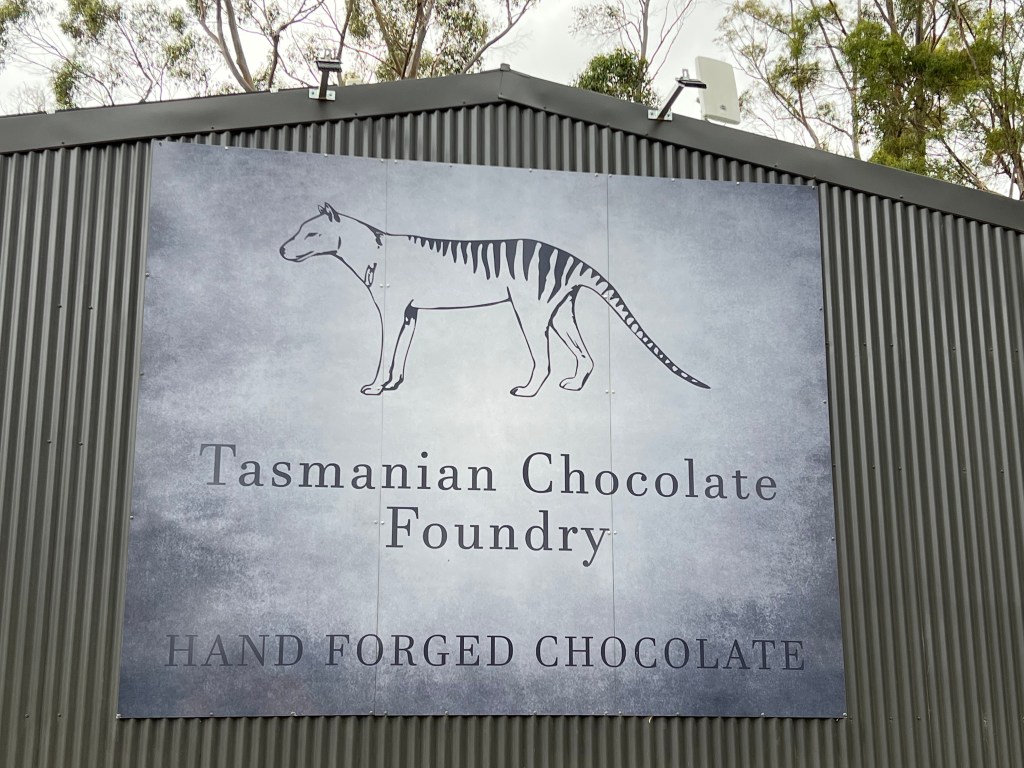 Tasmanian Chocolate
Foundry
HAND FORGED CHOCOLATE